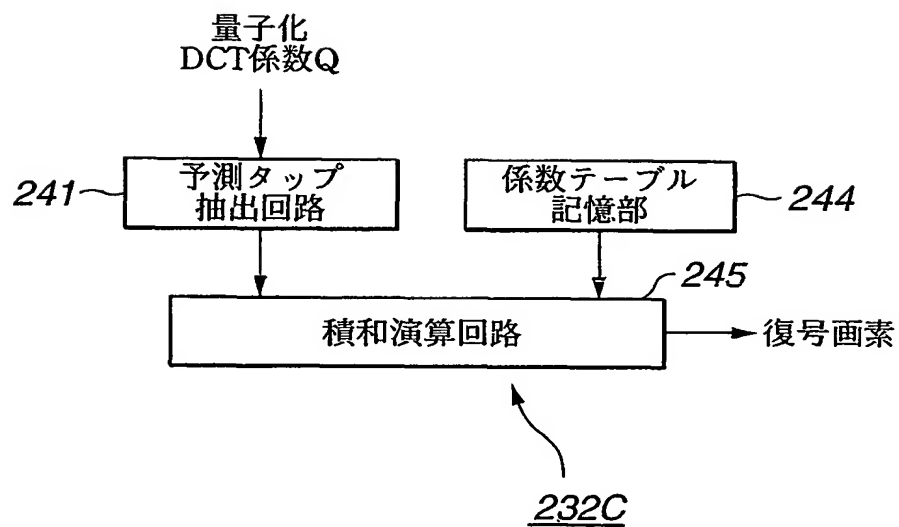 量子化
DCT係数Q
241
予測タップ
抽出回路
係数テーブル
記憶部
244
245
積和演算回路
復号画素
232C